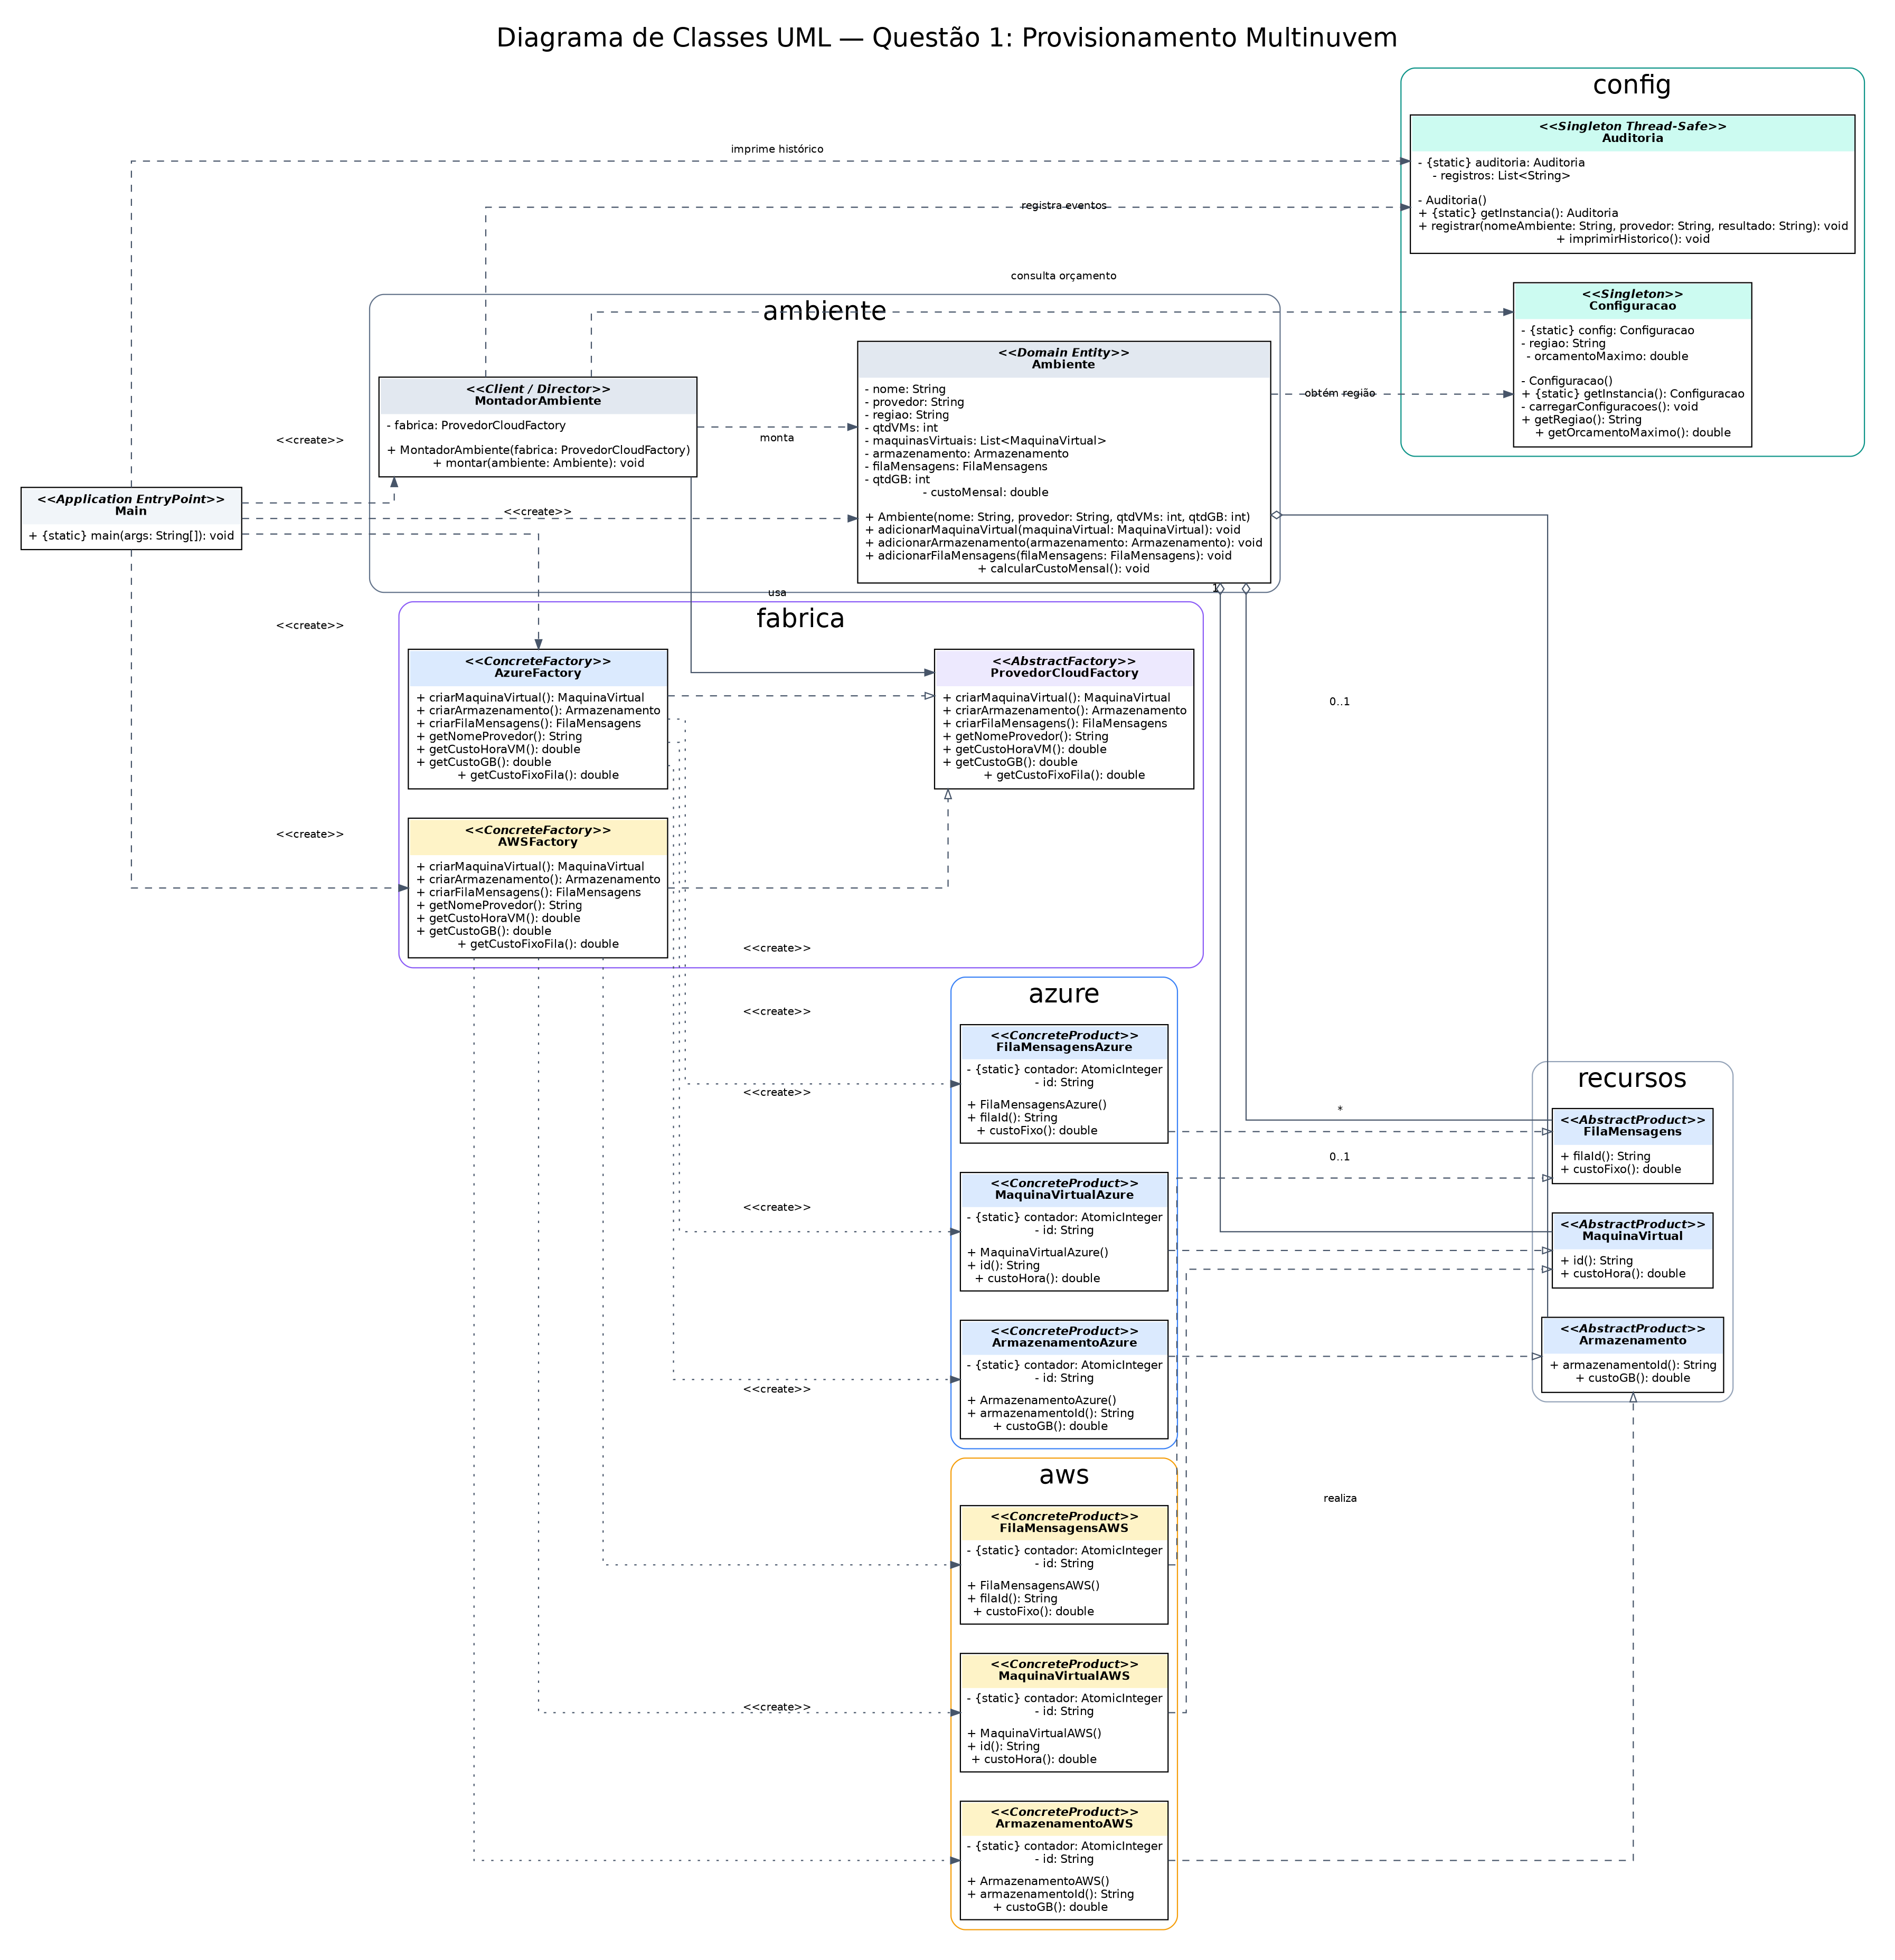 Diagrama de Classes UML — Questão 1: Provisionamento Multinuvem
config
<<Singleton Thread-Safe>>
Auditoria
- {static} auditoria: Auditoria
- registros: List<String>
- Auditoria()
+ {static} getInstancia(): Auditoria
+ registrar(nomeAmbiente: String, provedor: String, resultado: String): void
+ imprimirHistorico(): void
imprime histórico
registra eventos
consulta orçamento
<<Singleton>>
Configuracao
- {static} config: Configuracao
- regiao: String
- orcamentoMaximo: double
- Configuracao()
+ {static} getInstancia(): Configuracao
- carregarConfiguracoes(): void
+ getRegiao(): String
+ getOrcamentoMaximo(): double
ambiente
<<Client / Director>>
MontadorAmbiente
- fabrica: ProvedorCloudFactory
+ MontadorAmbiente(fabrica: ProvedorCloudFactory)
+ montar(ambiente: Ambiente): void
monta
<<Domain Entity>>
Ambiente
- nome: String
- provedor: String
- regiao: String
- qtdVMs: int
- maquinasVirtuais: List<MaquinaVirtual>
- armazenamento: Armazenamento
- filaMensagens: FilaMensagens
- qtdGB: int
- custoMensal: double
+ Ambiente(nome: String, provedor: String, qtdVMs: int, qtdGB: int)
+ adicionarMaquinaVirtual(maquinaVirtual: MaquinaVirtual): void
+ adicionarArmazenamento(armazenamento: Armazenamento): void
+ adicionarFilaMensagens(filaMensagens: FilaMensagens): void
+ calcularCustoMensal(): void
obtém região
<<create>>
<<Application EntryPoint>>
Main
+ {static} main(args: String[]): void
<<create>>
1
usa
<<create>>
<<create>>
fabrica
<<ConcreteFactory>>
AzureFactory
+ criarMaquinaVirtual(): MaquinaVirtual
+ criarArmazenamento(): Armazenamento
+ criarFilaMensagens(): FilaMensagens
+ getNomeProvedor(): String
+ getCustoHoraVM(): double
+ getCustoGB(): double
+ getCustoFixoFila(): double
<<AbstractFactory>>
ProvedorCloudFactory
+ criarMaquinaVirtual(): MaquinaVirtual
+ criarArmazenamento(): Armazenamento
+ criarFilaMensagens(): FilaMensagens
+ getNomeProvedor(): String
+ getCustoHoraVM(): double
+ getCustoGB(): double
+ getCustoFixoFila(): double
0..1
<<ConcreteFactory>>
AWSFactory
+ criarMaquinaVirtual(): MaquinaVirtual
+ criarArmazenamento(): Armazenamento
+ criarFilaMensagens(): FilaMensagens
+ getNomeProvedor(): String
+ getCustoHoraVM(): double
+ getCustoGB(): double
+ getCustoFixoFila(): double
<<create>>
<<create>>
<<create>>
<<create>>
<<create>>
<<create>>
azure
<<ConcreteProduct>>
FilaMensagensAzure
- {static} contador: AtomicInteger
- id: String
+ FilaMensagensAzure()
+ filaId(): String
+ custoFixo(): double
<<ConcreteProduct>>
MaquinaVirtualAzure
- {static} contador: AtomicInteger
- id: String
+ MaquinaVirtualAzure()
+ id(): String
+ custoHora(): double
<<ConcreteProduct>>
ArmazenamentoAzure
- {static} contador: AtomicInteger
- id: String
+ ArmazenamentoAzure()
+ armazenamentoId(): String
+ custoGB(): double
*
0..1
recursos
<<AbstractProduct>>
FilaMensagens
+ filaId(): String
+ custoFixo(): double
<<AbstractProduct>>
MaquinaVirtual
+ id(): String
+ custoHora(): double
<<AbstractProduct>>
Armazenamento
+ armazenamentoId(): String
+ custoGB(): double
aws
<<ConcreteProduct>>
FilaMensagensAWS
- {static} contador: AtomicInteger
- id: String
+ FilaMensagensAWS()
+ filaId(): String
+ custoFixo(): double
realiza
<<ConcreteProduct>>
MaquinaVirtualAWS
- {static} contador: AtomicInteger
- id: String
+ MaquinaVirtualAWS()
+ id(): String
+ custoHora(): double
<<ConcreteProduct>>
ArmazenamentoAWS
- {static} contador: AtomicInteger
- id: String
+ ArmazenamentoAWS()
+ armazenamentoId(): String
+ custoGB(): double